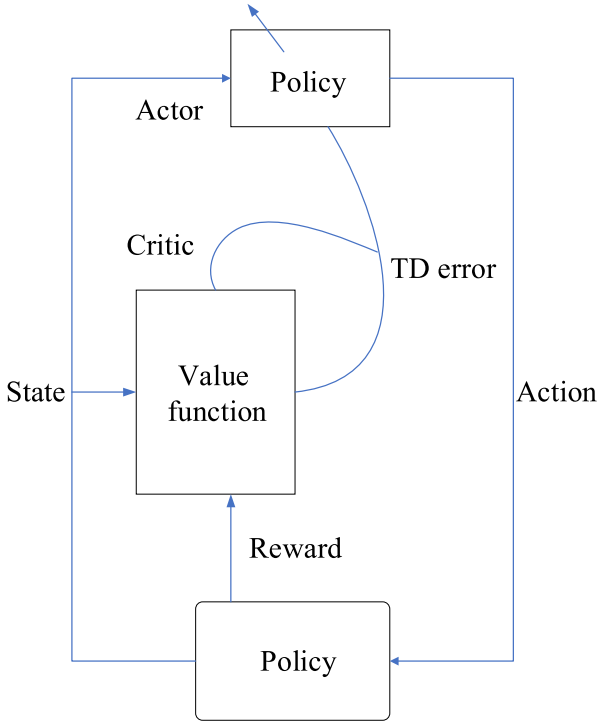 Policy
Actor
Critic
TD error
Value
function
State
Action
Reward
Policy